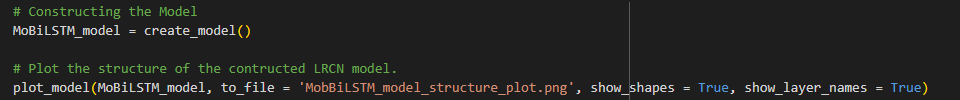 # Constructing the Model
MoBiLSTM_model = create_model()
# Plot the structure of the contructed LRCN model.
plot_model(MoBiLSTM_model, to_file = 'MobBiLSTM_model_structure_plot.png', show_shapes = True, show_layer_names = True)